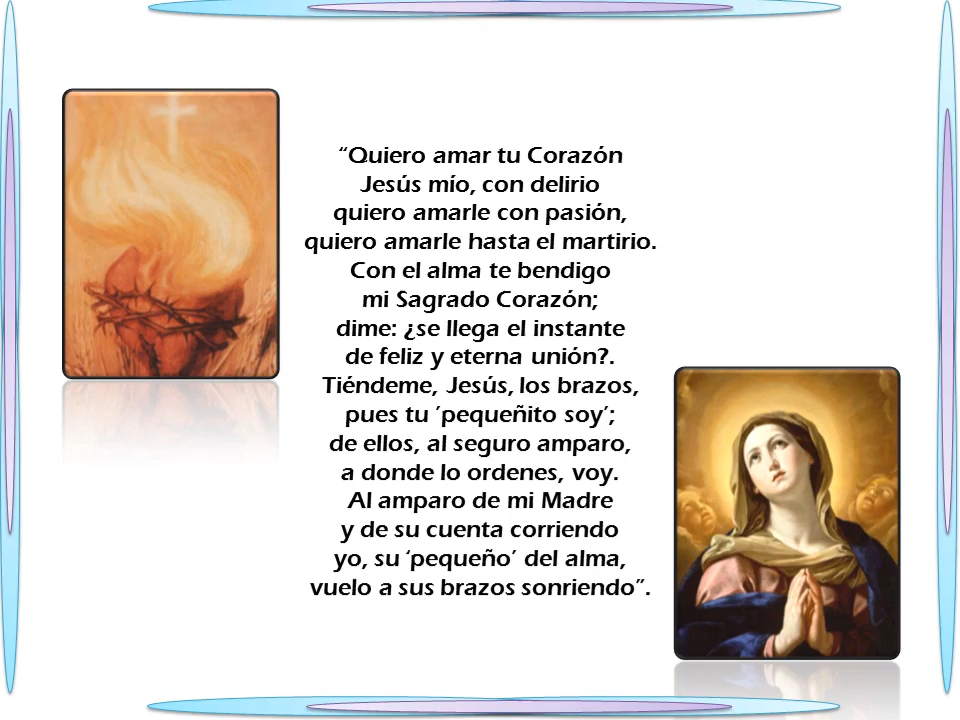 “Quiero amar tu Corazón
Jesús mío, con delirio
quiero amarle con pasión,
quiero amarle hasta el martirio.
Con el alma te bendigo
mi Sagrado Corazón;
dime: ¿se llega el instante
de feliz y eterna unión?.
Tiéndeme, Jesús, los brazos,
pues tu ‘pequeñito soy’;
de ellos, al seguro amparo,
a donde lo ordenes, voy.
Al amparo de mi Madre
y de su cuenta corriendo
yo, su ‘pequeño’ del alma,
vuelo a sus brazos sonriendo”.